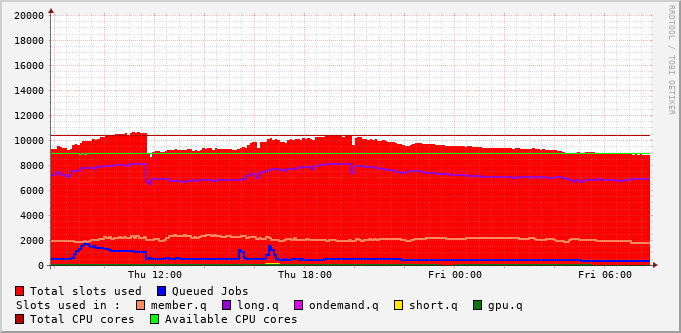 20000
18000
16000
14000
12000
10000
8000
6000
4000
2000
0
Thu 12:00 Thu 18:00 Fri 00:00 Fri 06:00
RRDTOOL / TOBI OETIKER
Total slots used Queued Jobs
Slots used in : member.q long.q ondemand.q short.q gpu.q
Total CPU cores Available CPU cores